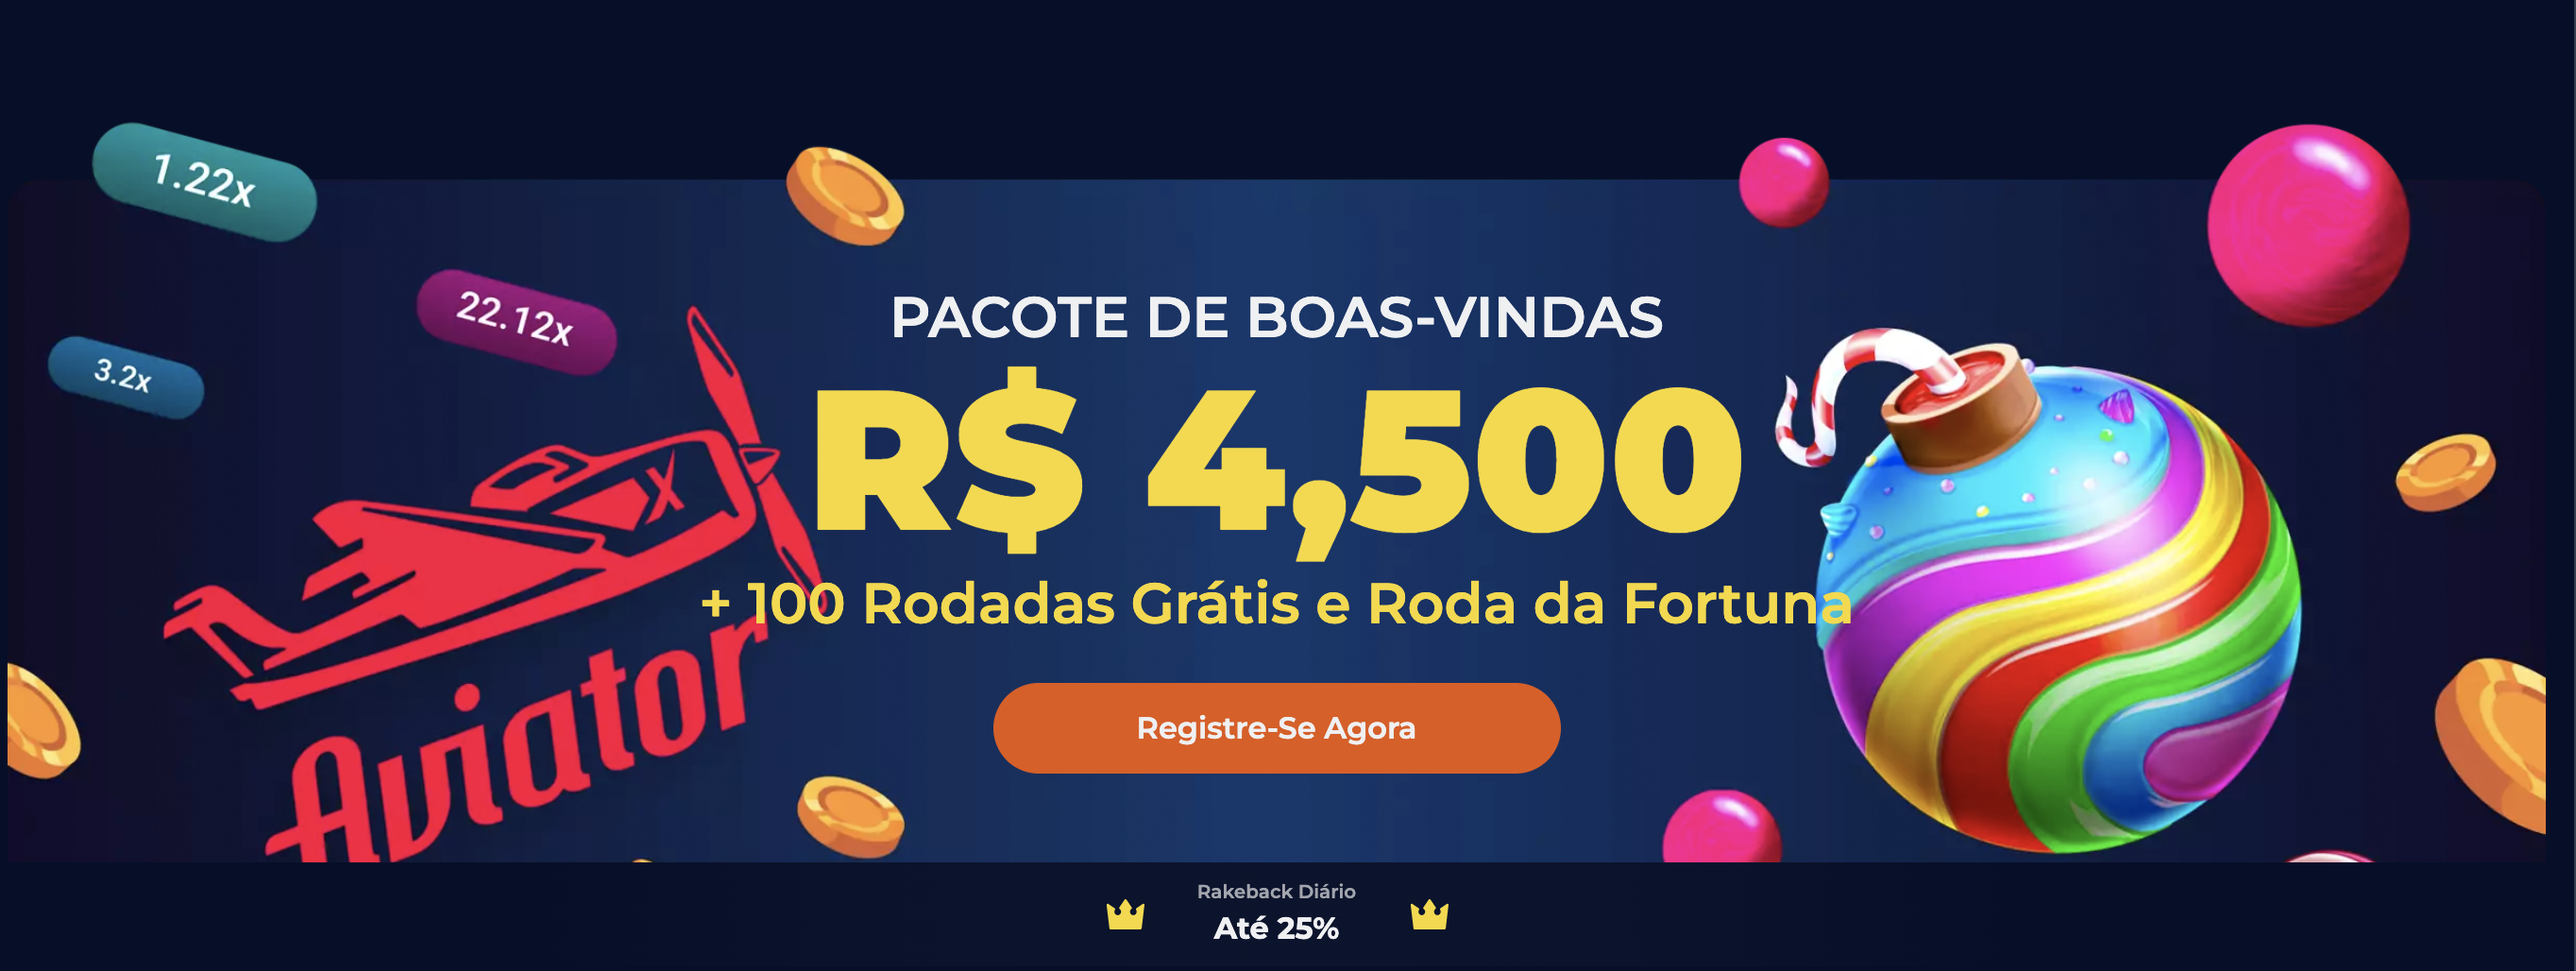 1.22x
22.12x
3.2x
X
Aviator
PACOTE DE BOAS-VINDAS
R$ 4,500
+ 100 Rodadas Grátis e Roda da Fortuna
Registre-Se Agora
Rakeback Diário
Até 25%